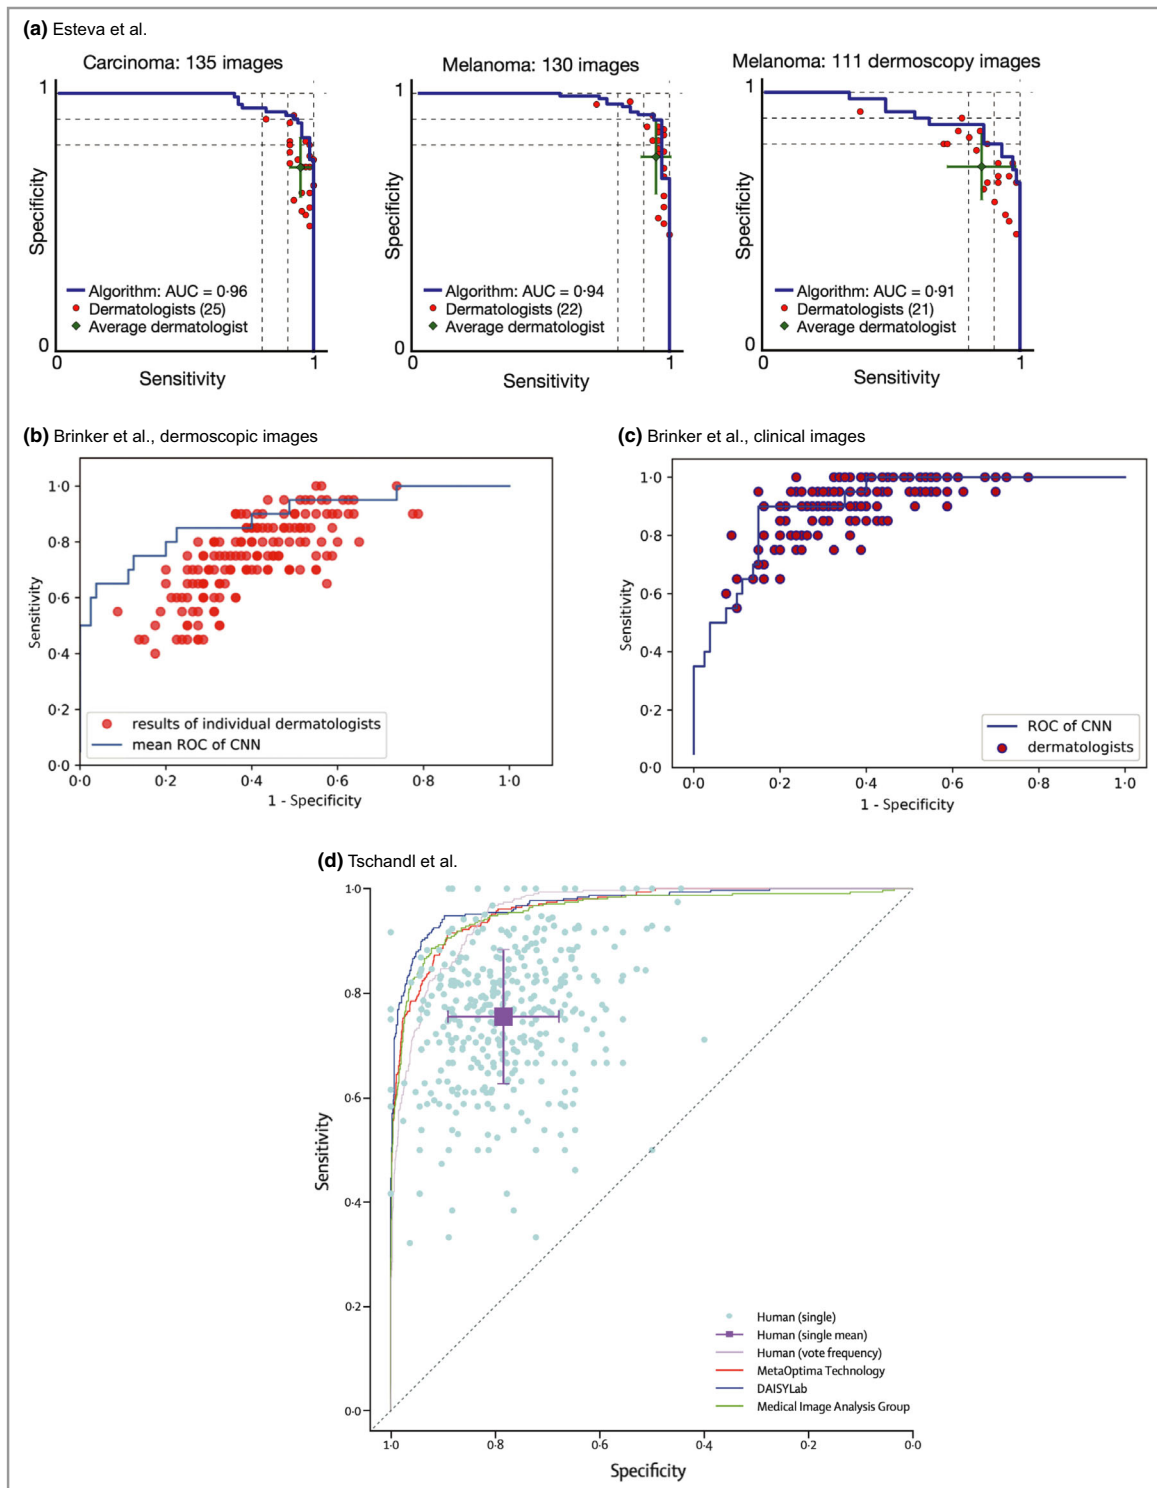 (a) Esteva et al.
Carcinoma: 135 images
Melanoma: 130 images
Melanoma: 111 dermoscopy images
1
Specificity
Algorithm: AUC = 0·96
Dermatologists (25)
Average dermatologist
0
0
1
Sensitivity
1
Specificity
Algorithm: AUC = 0·94
Dermatologists (22)
Average dermatologist
0
0
1
Sensitivity
1
Specificity
Algorithm: AUC = 0·91
Dermatologists (21)
Average dermatologist
0
0
1
Sensitivity
(b) Brinker et al., dermoscopic images
1·0
0·8
0·6
0·4
0·2
0·0
Sensitivity
results of individual dermatologists
mean ROC of CNN
0·0 0·2 0·4 0·6 0·8 1·0
1 - Specificity
(c) Brinker et al., clinical images
1·0
0·8
0·6
0·4
0·2
0·0
Sensitivity
ROC of CNN
dermatologists
0·0 0·2 0·4 0·6 0·8 1·0
1 - Specificity
(d) Tschandl et al.
1·0
0·8
0·6
0·4
0·2
0·0
Sensitivity
Human (single)
Human (single mean)
Human (vote frequency)
MetaOptima Technology
DAISYLab
Medical Image Analysis Group
1·0 0·8 0·6 0·4 0·2 0·0
Specificity